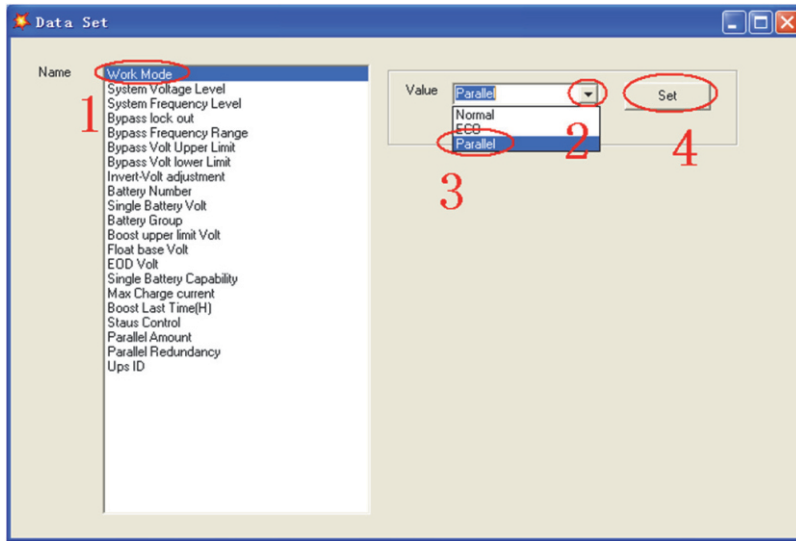 Data Set
Name
Work Mode
System Voltage Level
System Frequency Level
Bypass lock out
Bypass Frequency Range
Bypass Volt Upper Limit
Bypass Volt lower Limit
Invert-Volt adjustment
Battery Number
Single Battery Volt
Battery Group
Boost upper limit Volt
Float base Volt
EOD Volt
Single Battery Capability
Max Charge current
Boost Last Time(H)
Staus Control
Parallel Amount
Parallel Redundancy
Ups ID
1
Value
Parallel
Normal
ECO
Parallel
2
3
Set
4